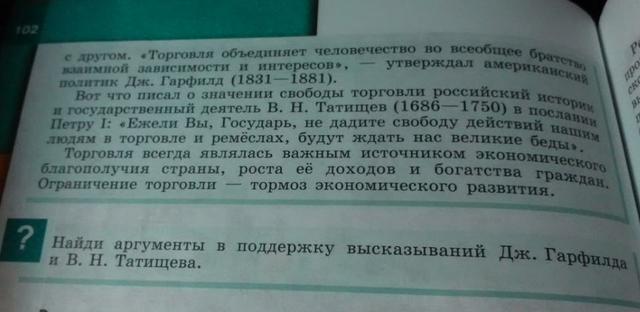 102
с другом. «Торговля объединяет человечество во всеобщее братство
взаимной зависимости и интересов», — утверждал американский
политик Дж. Гарфилд (1831—1881).
Вот что писал о значении свободы торговли российский историк
и государственный деятель В. Н. Татищев (1686—1750) в послании
Петру I: «Ежели Вы, Государь, не дадите свободу действий нашим
людям в торговле и ремёслах, будут ждать нас великие беды».
Торговля всегда являлась важным источником экономического
благополучия страны, роста её доходов и богатства граждан.
Ограничение торговли — тормоз экономического развития.
?
Найди аргументы в поддержку высказываний Дж. Гарфилда
и В. Н. Татищева.